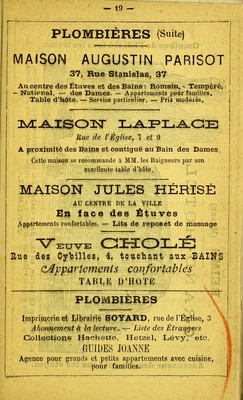 — 19 —
PLOMBIÈRES (Suite)
MAISON AUGUSTIN PARISOT
37, Rue Stanislas, 37
Au centre des Étuves et des Bains: Romain, - Tempéré,
- National, — des Dames. — Appartements pour familles,
Table d'hôte. — Service particulier. — Prix modérés.
MAISON LAPLACE
Rue de l'Église, 7 et 9
A proximité des Bains et contigue au Bain des Dames.
Cette maison se recommande à MM. les Baigneurs par son
excellente table d'hôte.
MAISON JULES HÉRISÉ
AU CENTRE DE LA VILLE
En face des Étuves
Appartements confortables. — Lits de repos et de massage
VEUVE CHOLÉ
Rue des Cybilles, 4, touchant aux BAINS
Appartements confortables
TABLE D'HOTE
PLOMBIÈRES
Imprimerie et Librairie SOYARD, rue de l'Église, 3
Abonnement à la lecture. — Liste des Étrangers
Collections Hachette, Hetzel, Lévy, etc.
GUIDES JOANNE
Agence pour grands et petits appartements avec cuisine,
pour familles.